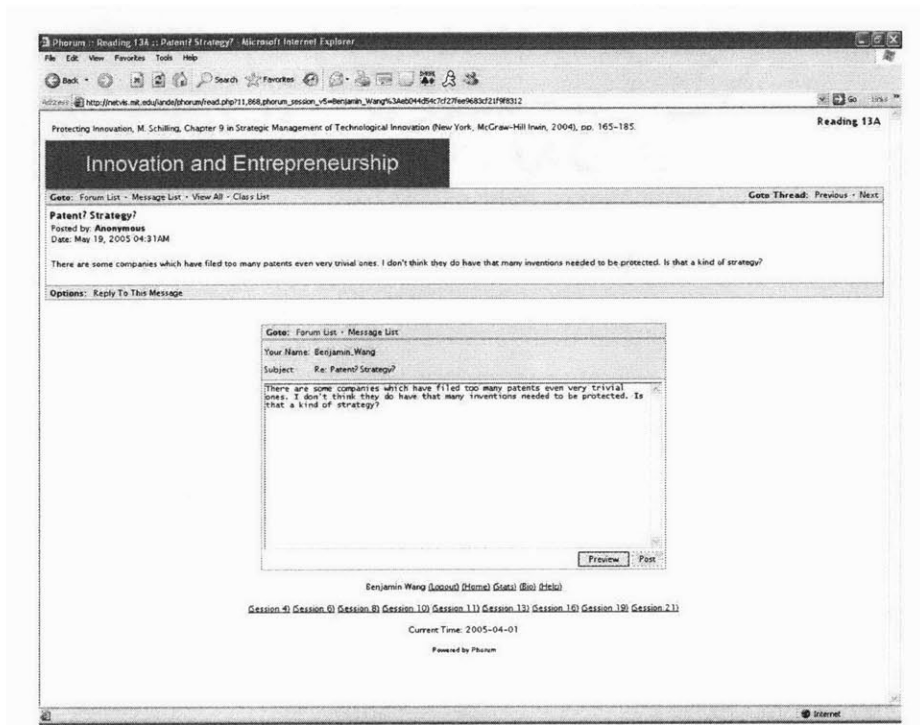 Phorum :: Reading 13A :: Patent? Strategy? - Microsoft Internet Explorer
File Edit View Favorites Tools Help
Back Search Favorites
Address http://netvis.mit.edu/iande/phorum/read.php?11,868,phorum_session_v5=Benjamin_Wang%3Aeb044d54c7cf27fee9683cf21f9f8312 Go Links »
Protecting Innovation, M. Schilling, Chapter 9 in Strategic Management of Technological Innovation (New York, McGraw-Hill Irwin, 2004), pp. 165-185.
Reading 13A
Innovation and Entrepreneurship
Goto: Forum List • Message List • View All • Class List
Goto Thread: Previous • Next
Patent? Strategy?
Posted by: Anonymous
Date: May 19, 2005 04:31AM
There are some companies which have filed too many patents even very trivial ones. I don't think they do have that many inventions needed to be protected. Is that a kind of strategy?
Options: Reply To This Message
Goto: Forum List • Message List
Your Name: Benjamin_Wang
Subject: Re: Patent? Strategy?
There are some companies which have filed too many patents even very trivial
ones. I don't think they do have that many inventions needed to be protected. Is
that a kind of strategy?
Preview Post
Benjamin Wang (Logout) (Home) (Stats) (Bio) (Help)
(Session 4) (Session 6) (Session 8) (Session 10) (Session 11) (Session 13) (Session 16) (Session 19) (Session 21)
Current Time: 2005-04-01
Powered by Phorum
Internet